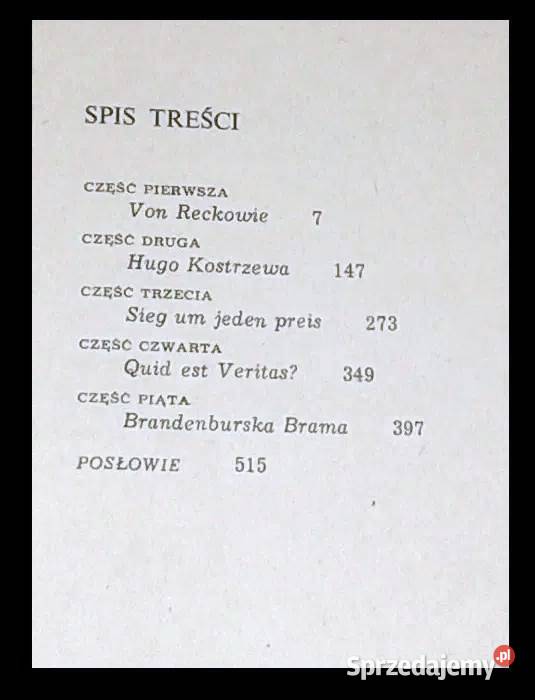 SPIS TREŚCI
CZĘŚĆ PIERWSZA
Von Reckowie 7
CZĘŚĆ DRUGA
Hugo Kostrzewa 147
CZĘŚĆ TRZECIA
Sieg um jeden preis 273
CZĘŚĆ CZWARTA
Quid est Veritas? 349
CZĘŚĆ PIĄTA
Brandenburska Brama 397
POSŁOWIE 515
Sprzedajemy.pl